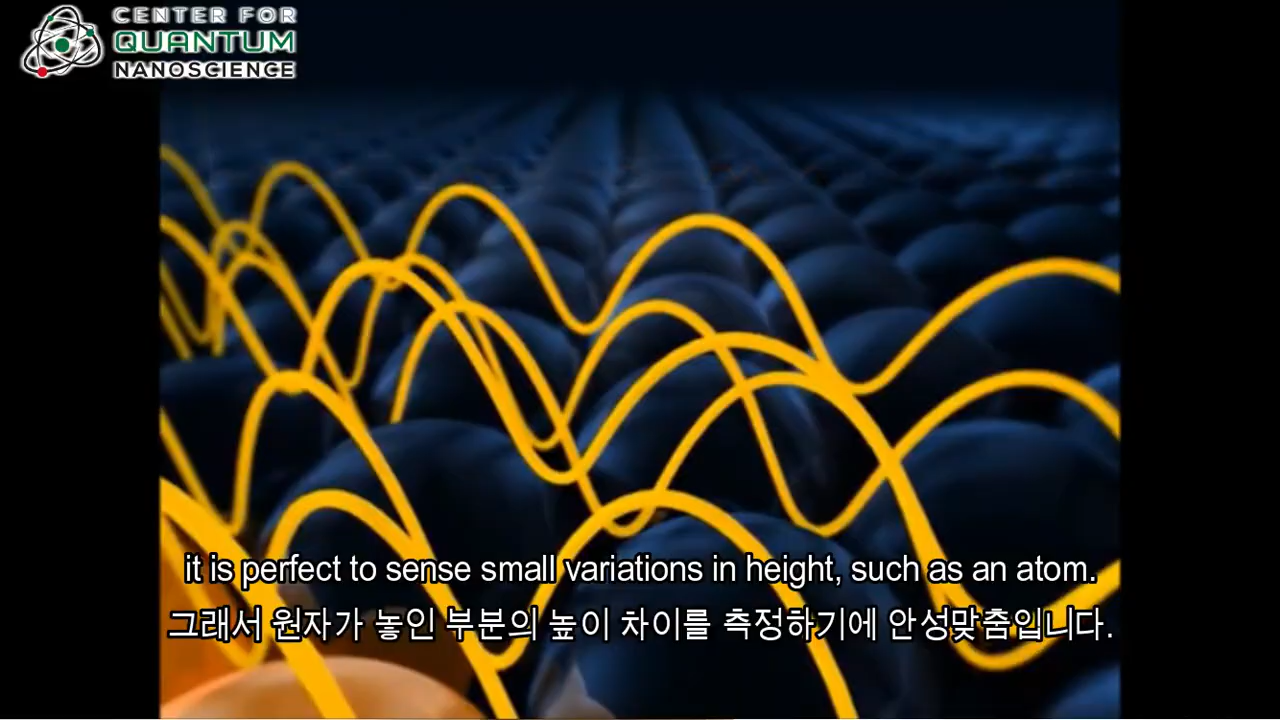 CENTER FOR
QUANTUM
NANOSCIENCE
it is perfect to sense small variations in height, such as an atom.
그래서 원자가 놓인 부분의 높이 차이를 측정하기에 안성맞춤입니다.